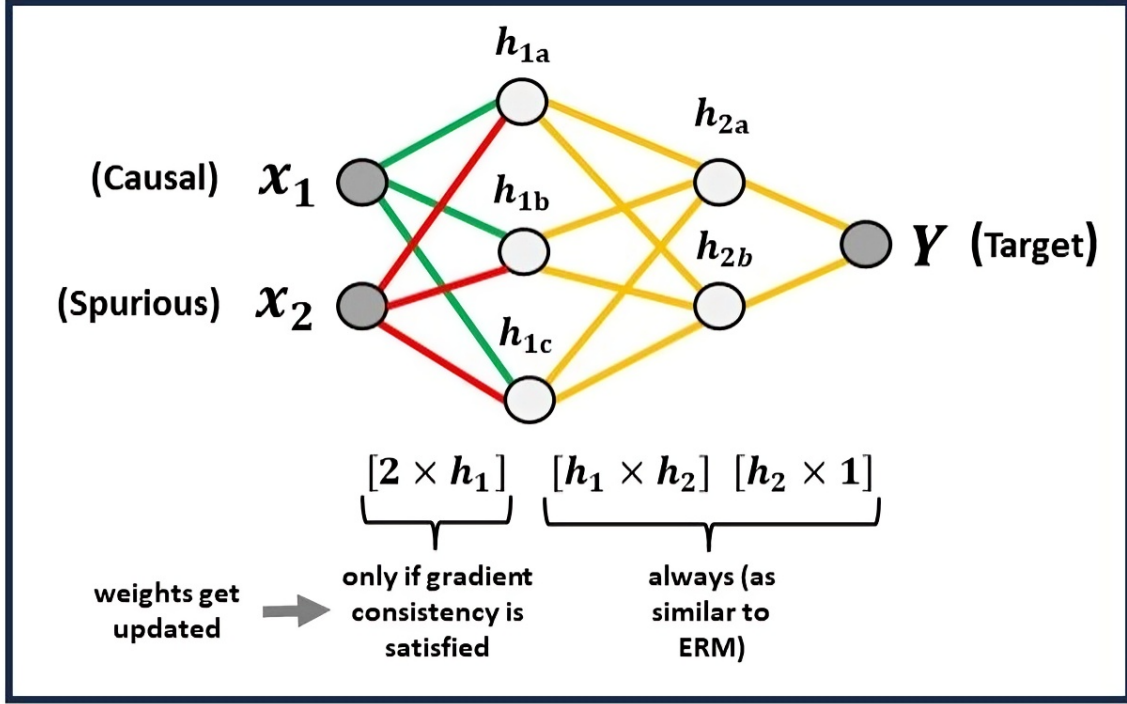 h₁ₐ
h₂ₐ
(Causal) x₁
h₁b
Y (Target)
h₂b
(Spurious) x₂
h₁c
[2 × h₁] [h₁ × h₂] [h₂ × 1]
weights get
updated
only if gradient
consistency is
satisfied
always (as
similar to
ERM)